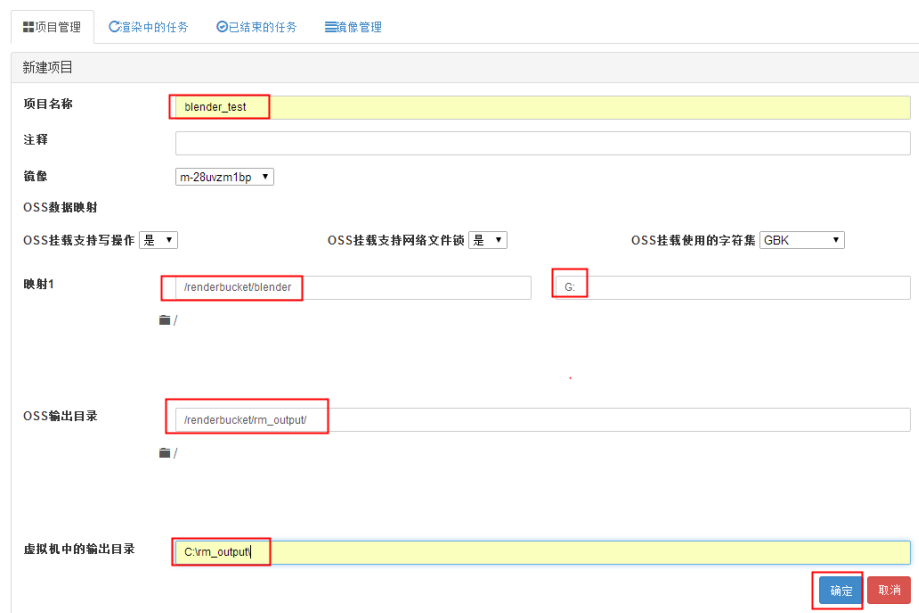 项目管理 渲染中的任务 已结束的任务 镜像管理
新建项目
项目名称 blender_test
注释
镜像 m-28uvzm1bp
OSS数据映射
OSS挂载支持写操作 是 OSS挂载支持网络文件锁 是 OSS挂载使用的字符集 GBK
映射1 /renderbucket/blender G:
/
OSS输出目录 /renderbucket/rm_output/
/
虚拟机中的输出目录 C:\rm_output\
确定 取消